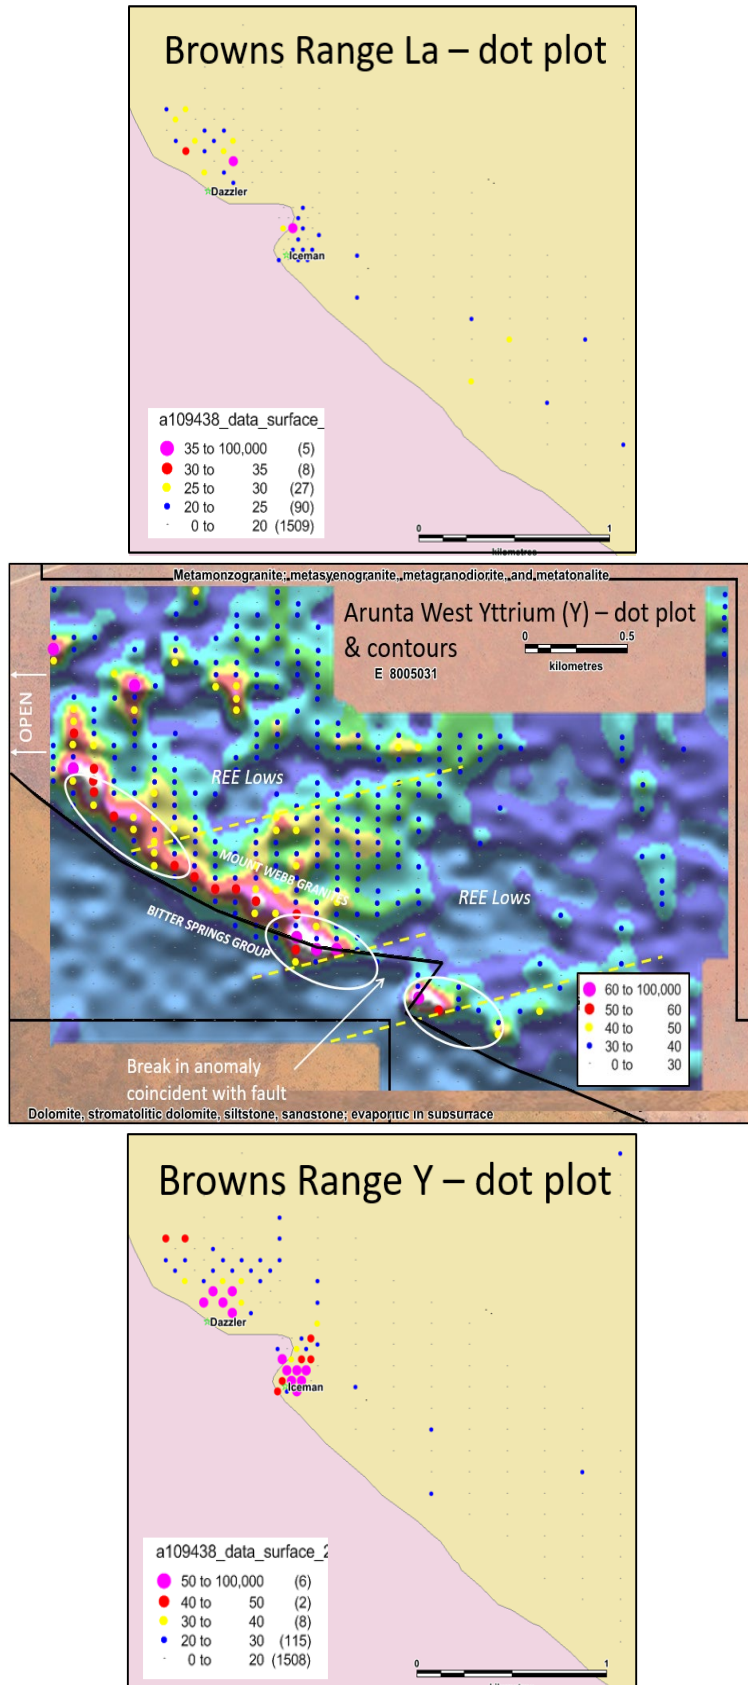 Browns Range La – dot plot
Dazzler
Iceman
a109438_data_surface_
35 to 100,000 (5)
30 to 35 (8)
25 to 30 (27)
20 to 25 (90)
0 to 20 (1509)
0 1
kilometres
Metamonzogranite; metasyenogranite, metagranodiorite, and metatonalite
Arunta West Yttrium (Y) – dot plot
& contours
0 0.5
kilometres
E 8005031
OPEN
REE Lows
MOUNT WEBB GRANITES
REE Lows
BITTER SPRINGS GROUP
60 to 100,000
50 to 60
40 to 50
30 to 40
0 to 30
Break in anomaly
coincident with fault
Dolomite, stromatolitic dolomite, siltstone, sandstone; evaporitic in subsurface
Browns Range Y – dot plot
Dazzler
Iceman
a109438_data_surface_2
50 to 100,000 (6)
40 to 50 (2)
30 to 40 (8)
20 to 30 (115)
0 to 20 (1508)
0 1